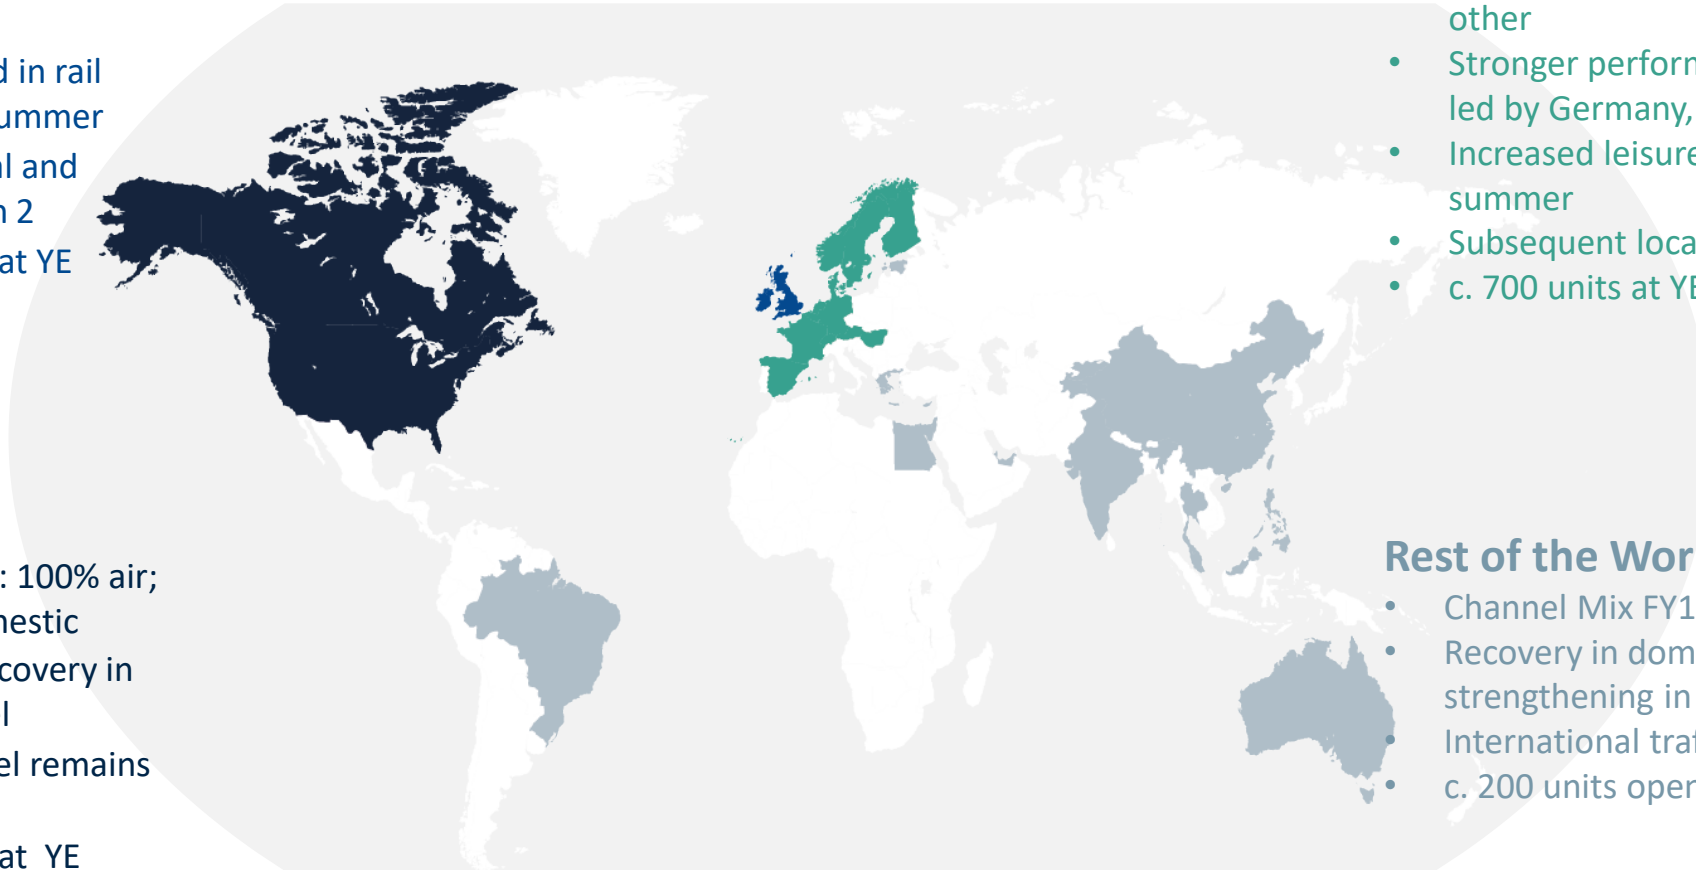 d in rail
ummer
al and
n 2
at YE
: 100% air;
nestic
covery in
l
el remains
at YE
other
• Stronger perform
led by Germany,
• Increased leisure
summer
• Subsequent loca
• c. 700 units at YE
Rest of the Wor
• Channel Mix FY1
• Recovery in dom
strengthening in
• International traf
• c. 200 units oper